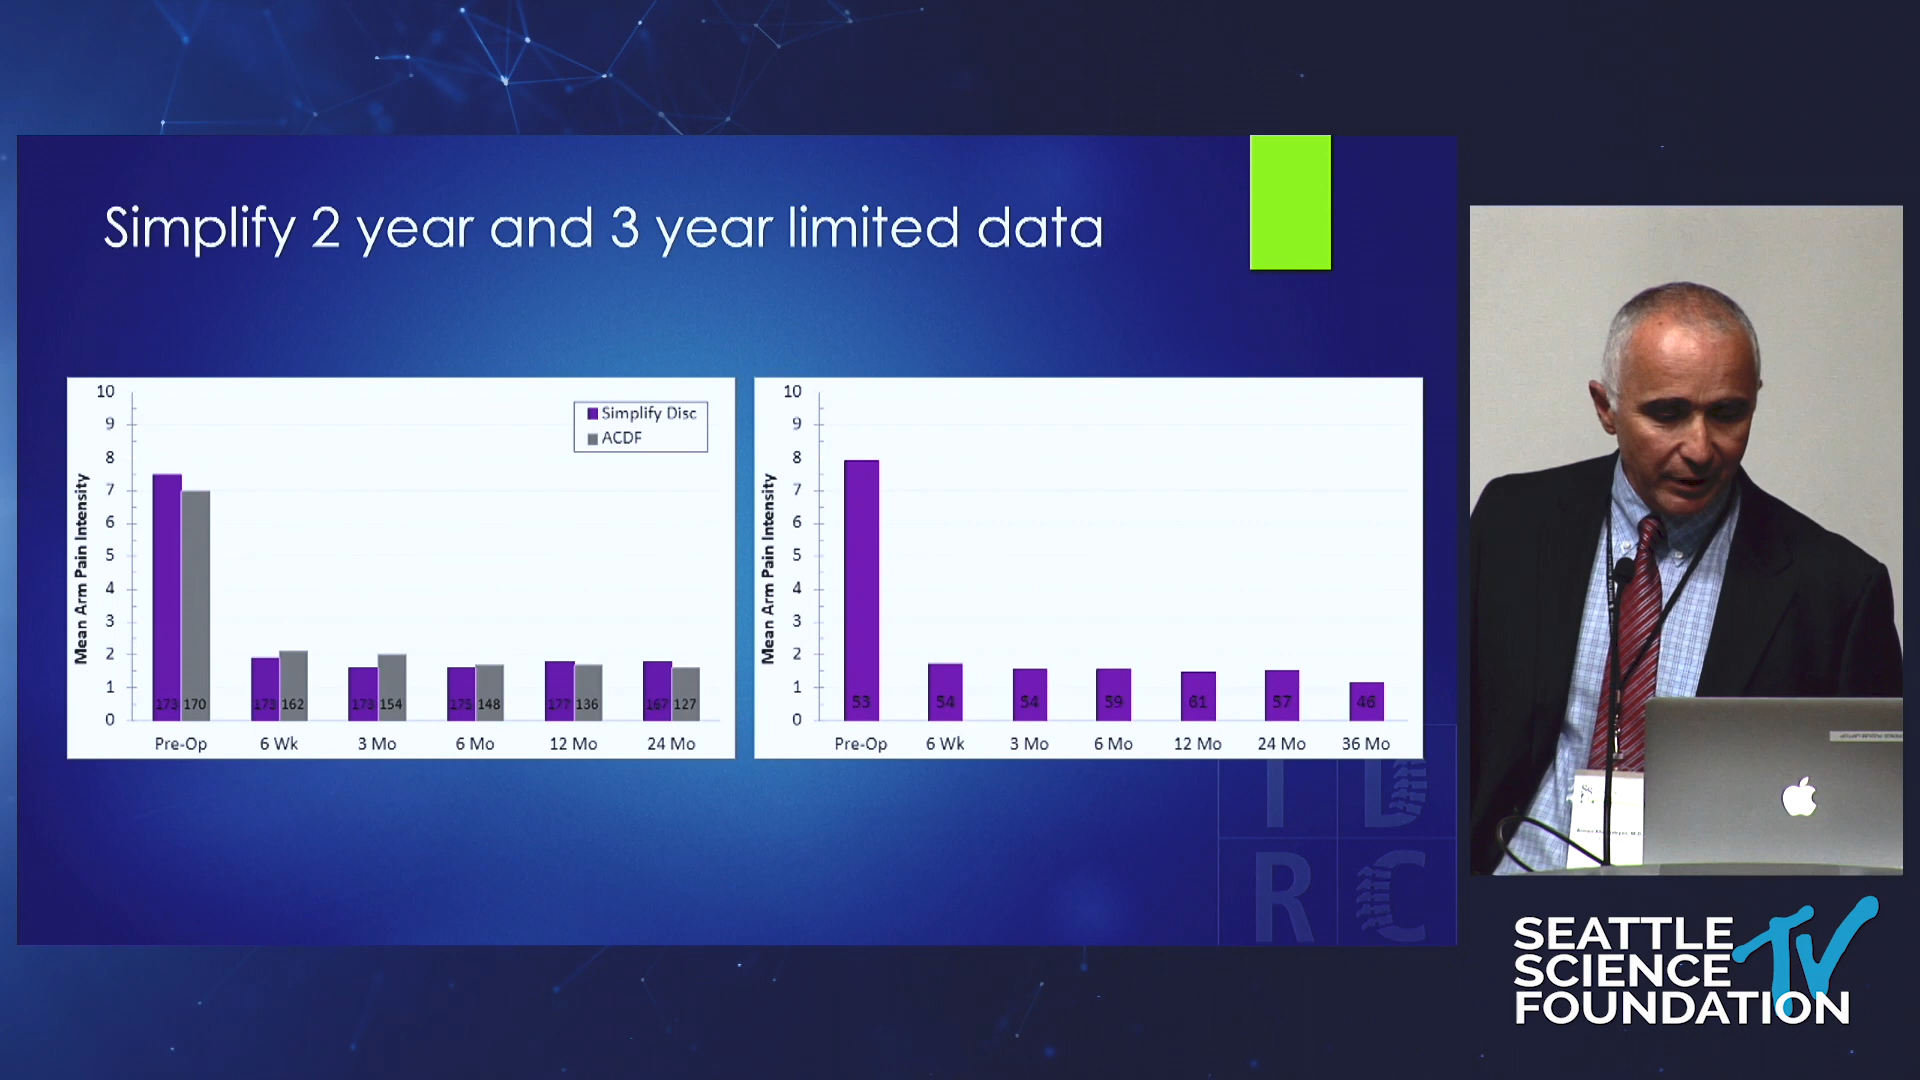 Simplify 2 year and 3 year limited data
10
9
8
7
6
5
4
3
2
1
0
Mean Arm Pain Intensity
Simplify Disc
ACDF
173 170 173 162 173 154 175 148 177 136 167 127
Pre-Op 6 Wk 3 Mo 6 Mo 12 Mo 24 Mo
10
9
8
7
6
5
4
3
2
1
0
Mean Arm Pain Intensity
53 54 54 59 61 57 46
Pre-Op 6 Wk 3 Mo 6 Mo 12 Mo 24 Mo 36 Mo
T D
R C
SEATTLE
SCIENCE TV
FOUNDATION